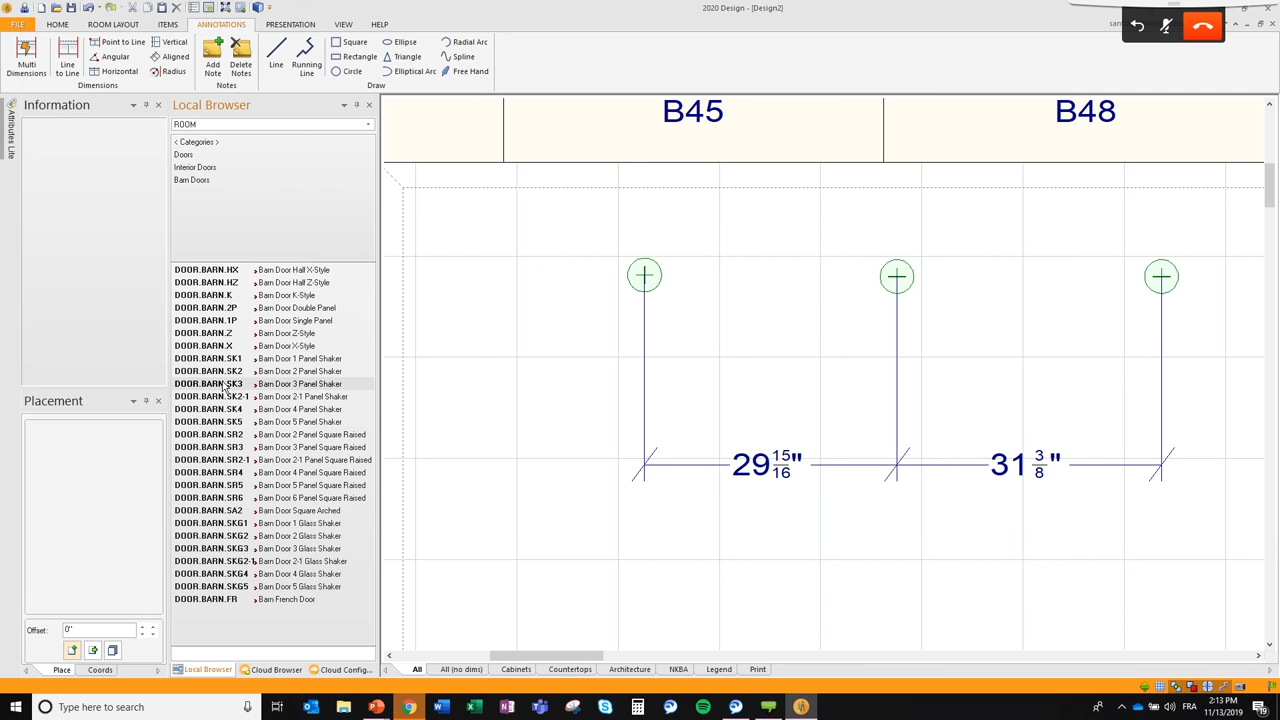 2020 Design - [Design2]
FILE HOME ROOM LAYOUT ITEMS ANNOTATIONS PRESENTATION VIEW HELP
Multi Dimensions
Line to Line
Point to Line
Angular
Horizontal
Vertical
Aligned
Radius
Dimensions
Add Note
Delete Notes
Notes
Line
Running Line
Square
Rectangle
Circle
Ellipse
Triangle
Elliptical Arc
Radial Arc
Spline
Free Hand
Draw
Attributes Life
Information
Local Browser
ROOM
< Categories >
Doors
Interior Doors
Barn Doors
DOOR.BARN.HX Barn Door Half X-Style
DOOR.BARN.HZ Barn Door Half Z-Style
DOOR.BARN.K Barn Door K-Style
DOOR.BARN.2P Barn Door Double Panel
DOOR.BARN.1P Barn Door Single Panel
DOOR.BARN.Z Barn Door Z-Style
DOOR.BARN.X Barn Door X-Style
DOOR.BARN.SK1 Barn Door 1 Panel Shaker
DOOR.BARN.SK2 Barn Door 2 Panel Shaker
DOOR.BARN.SK3 Barn Door 3 Panel Shaker
DOOR.BARN.SK2-1 Barn Door 2-1 Panel Shaker
DOOR.BARN.SK4 Barn Door 4 Panel Shaker
DOOR.BARN.SK5 Barn Door 5 Panel Shaker
DOOR.BARN.SR2 Barn Door 2 Panel Square Raised
DOOR.BARN.SR3 Barn Door 3 Panel Square Raised
DOOR.BARN.SR2-1 Barn Door 2-1 Panel Square Raised
DOOR.BARN.SR4 Barn Door 4 Panel Square Raised
DOOR.BARN.SR5 Barn Door 5 Panel Square Raised
DOOR.BARN.SR6 Barn Door 6 Panel Square Raised
DOOR.BARN.SA2 Barn Door Square Arched
DOOR.BARN.SKG1 Barn Door 1 Glass Shaker
DOOR.BARN.SKG2 Barn Door 2 Glass Shaker
DOOR.BARN.SKG3 Barn Door 3 Glass Shaker
DOOR.BARN.SKG2-1 Barn Door 2-1 Glass Shaker
DOOR.BARN.SKG4 Barn Door 4 Glass Shaker
DOOR.BARN.SKG5 Barn Door 5 Glass Shaker
DOOR.BARN.FR Barn French Door
Placement
Offset: 0"
Place Coords
Local Browser Cloud Browser Cloud Config...
B45 B48
29 15/16" 31 3/8"
All All (no dims) Cabinets Countertops Architecture NKBA Legend Print
Type here to search
FRA
2:13 PM
11/13/2019
19